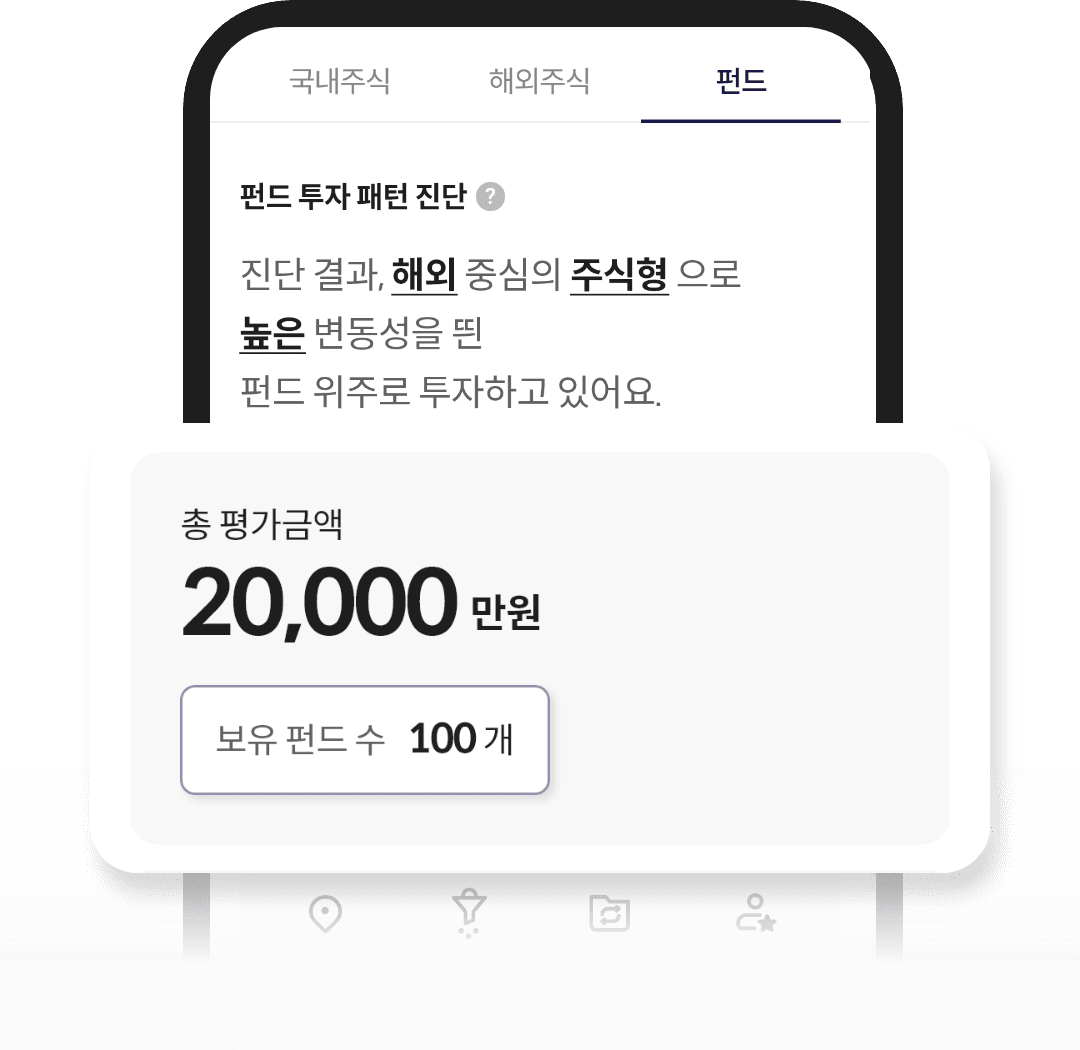 국내주식 해외주식 펀드
펀드 투자 패턴 진단 ?
진단 결과, 해외 중심의 주식형 으로
높은 변동성을 띈
펀드 위주로 투자하고 있어요.
총 평가금액
20,000 만원
보유 펀드 수 100 개